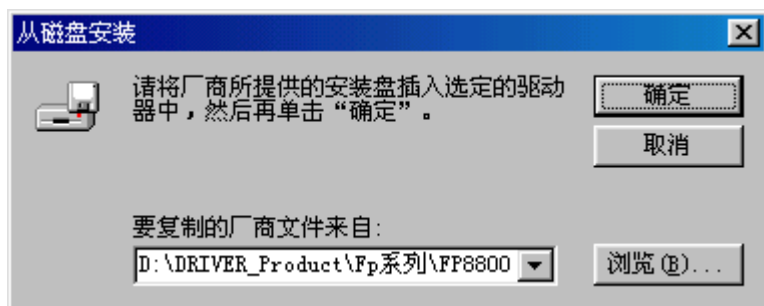 从磁盘安装
请将厂商所提供的安装盘插入选定的驱动
器中，然后再单击“确定”。
确定
取消
要复制的厂商文件来自:
D:\DRIVER_Product\Fp系列\FP8800
浏览(B)...